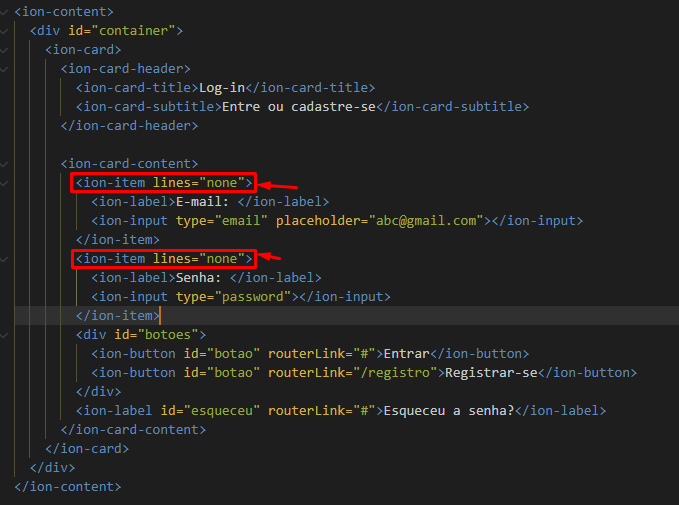 <ion-content>
<div id="container">
<ion-card>
<ion-card-header>
<ion-card-title>Log-in</ion-card-title>
<ion-card-subtitle>Entre ou cadastre-se</ion-card-subtitle>
</ion-card-header>
<ion-card-content>
<ion-item lines="none">
<ion-label>E-mail: </ion-label>
<ion-input type="email" placeholder="abc@gmail.com"></ion-input>
</ion-item>
<ion-item lines="none">
<ion-label>Senha: </ion-label>
<ion-input type="password"></ion-input>
</ion-item>
<div id="botoes">
<ion-button id="botao" routerLink="#">Entrar</ion-button>
<ion-button id="botao" routerLink="/registro">Registrar-se</ion-button>
</div>
<ion-label id="esqueceu" routerLink="#">Esqueceu a senha?</ion-label>
</ion-card-content>
</ion-card>
</div>
</ion-content>